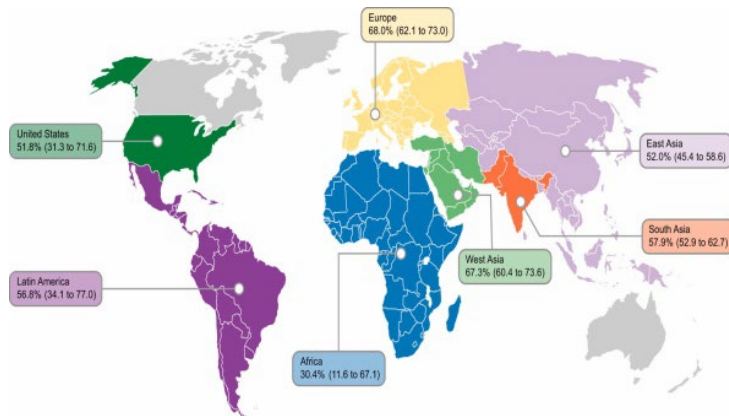 Europe
68.0% (62.1 to 73.0)
United States
51.8% (31.3 to 71.6)
East Asia
52.0% (45.4 to 58.6)
South Asia
57.9% (52.9 to 62.7)
West Asia
67.3% (60.4 to 73.6)
Latin America
56.8% (34.1 to 77.0)
Africa
30.4% (11.6 to 67.1)